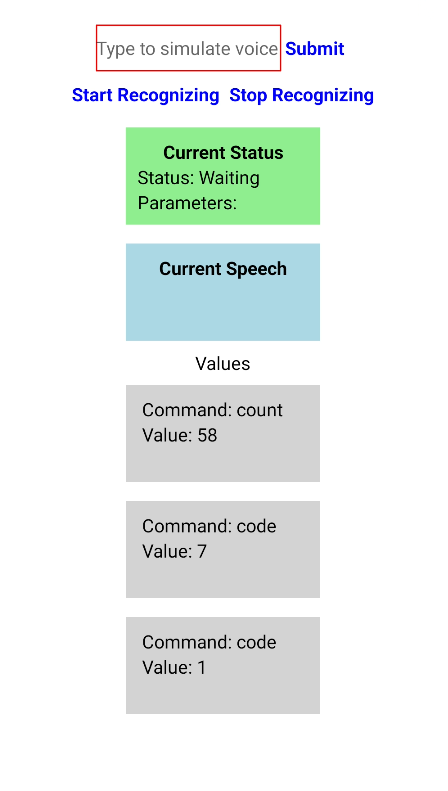 Type to simulate voice Submit
Start Recognizing Stop Recognizing
Current Status
Status: Waiting
Parameters:
Current Speech
Values
Command: count
Value: 58
Command: code
Value: 7
Command: code
Value: 1